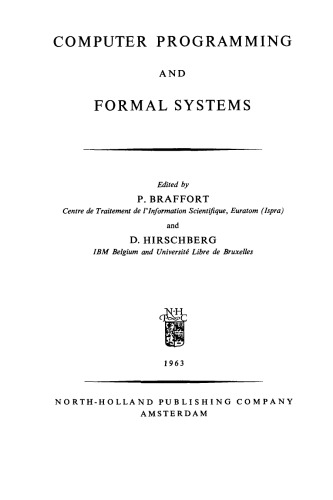 COMPUTER PROGRAMMING
AND
FORMAL SYSTEMS
Edited by
P. BRAFFORT
Centre de Traitement de l'Information Scientifique, Euratom (Ispra)
and
D. HIRSCHBERG
IBM Belgium and Université Libre de Bruxelles
N·H
1963
NORTH-HOLLAND PUBLISHING COMPANY
AMSTERDAM